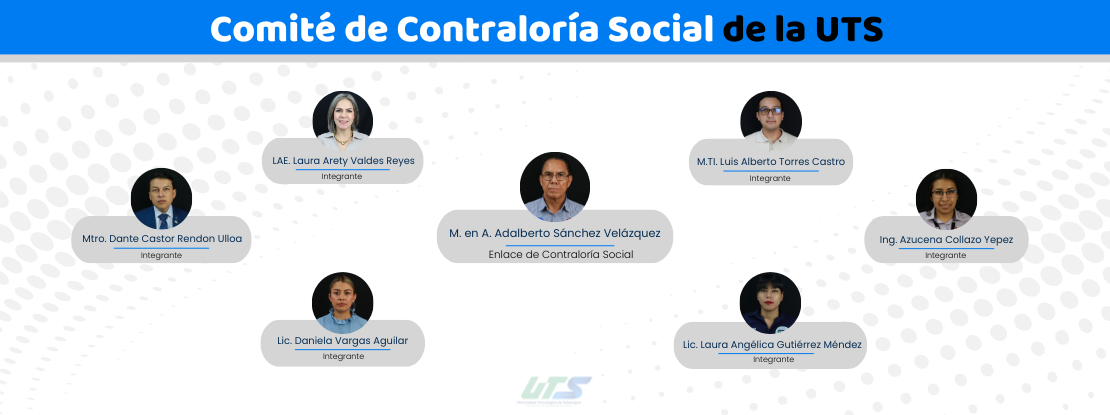 Comité de Contraloría Social de la UTS
LAE. Laura Arety Valdes Reyes
Integrante
M.TI. Luis Alberto Torres Castro
Integrante
Mtro. Dante Castor Rendon Ulloa
Integrante
M. en A. Adalberto Sánchez Velázquez
Enlace de Contraloría Social
Ing. Azucena Collazo Yepez
Integrante
Lic. Daniela Vargas Aguilar
Integrante
Lic. Laura Angélica Gutiérrez Méndez
Integrante
UTS